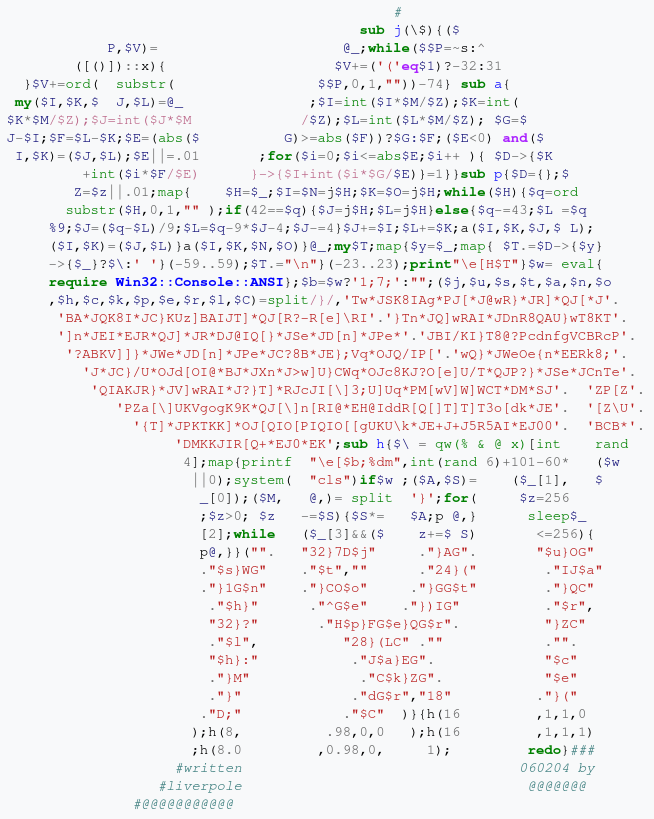 #
sub j(\$){($
P,$V)= @_;while($$P=~s:^
([()])::x){ $V+=('('eq$1)?-32:31
}$V+=ord( substr( $$P,0,1,""))-74} sub a{
my($I,$K,$ J,$L)=@_ ;$I=int($I*$M/$Z);$K=int(
$K*$M/$Z);$J=int($J*$M /$Z);$L=int($L*$M/$Z); $G=$
J-$I;$F=$L-$K;$E=(abs($ G)>=abs($F))?$G:$F;($E<0) and($
I,$K)=($J,$L);$E||=.01 ;for($i=0;$i<=abs$E;$i++ ){ $D->{$K
+int($i*$F/$E) }->{$I+int($i*$G/$E)}=1}}sub p{$D={};$
Z=$z||.01;map{ $H=$_;$I=$N=j$H;$K=$O=j$H;while($H){$q=ord
substr($H,0,1,"" );if(42==$q){$J=j$H;$L=j$H}else{$q-=43;$L =$q
%9;$J=($q-$L)/9;$L=$q-9*$J-4;$J-=4}$J+=$I;$L+=$K;a($I,$K,$J,$ L);
($I,$K)=($J,$L)}a($I,$K,$N,$O)}@_;my$T;map{$y=$_;map{ $T.=$D->{$y}
->{$_}?$\:' '}(-59..59);$T.="\n"}(-23..23);print"\e[H$T"}$w= eval{
require Win32::Console::ANSI};$b=$w?'1;7;':"";($j,$u,$s,$t,$a,$n,$o
,$h,$c,$k,$p,$e,$r,$l,$C)=split/}/,'Tw*JSK8IAg*PJ[*J@wR}*JR]*QJ[*J'.
'BA*JQK8I*JC}KUz]BAIJT]*QJ[R?-R[e]\RI'.'}Tn*JQ]wRAI*JDnR8QAU}wT8KT'.
']n*JEI*EJR*QJ]*JR*DJ@IQ[}*JSe*JD[n]*JPe*'.'JBI/KI}T8@?PcdnfgVCBRcP'.
'?ABKV]]}*JWe*JD[n]*JPe*JC?8B*JE};Vq*OJQ/IP['.'wQ}*JWeOe{n*EERk8;'.
'J*JC}/U*OJd[OI@*BJ*JXn*J>w]U}CWq*OJc8KJ?O[e]U/T*QJP?}*JSe*JCnTe'.
'QIAKJR}*JV]wRAI*J?}T]*RJcJI[\]3;U]Uq*PM[wV]W]WCT*DM*SJ'. 'ZP[Z'.
'PZa[\]UKVgogK9K*QJ[\]n[RI@*EH@IddR[Q[]T]T]T3o[dk*JE'. '[Z\U'.
'{T]*JPKTKK]*OJ[QIO[PIQIO[[gUKU\k*JE+J+J5R5AI*EJ00'. 'BCB*'.
'DMKKJIR[Q+*EJ0*EK';sub h{$\ = qw(% & @ x)[int rand
4];map{printf "\e[$b;%dm",int(rand 6)+101-60* ($w
||0);system( "cls")if$w ;($A,$S)= ($_[1], $
_[0]);($M, @,)= split '}';for( $z=256
;$z>0; $z -=$S){$S*= $A;p @,} sleep$_
[2];while ($_[3]&&($ z+=$ S) <=256){
p@,}}("". "32}7D$j" ."}AG". "$u}OG"
."$s}WG" ."$t","" ."24}(" ."IJ$a"
."}1G$n" ."}CO$o" ."}GG$t" ."}QC"
."$h}" ."^G$e" ."})IG" ."$r",
"32}?" ."H$p}FG$e}QG$r". "}ZC"
."$l", "28}(LC" ."" ."".
"$h}:" ."J$a}EG". "$c"
."}M" ."C$k}ZG". "$e"
."}" ."dG$r","18" ."}("
."D;" ."$C" )}{h(16 ,1,1,0
);h(8, .98,0,0 );h(16 ,1,1,1)
;h(8.0 ,0.98,0, 1); redo}###
#written 060204 by
#liverpole @@@@@@@
#@@@@@@@@@@@